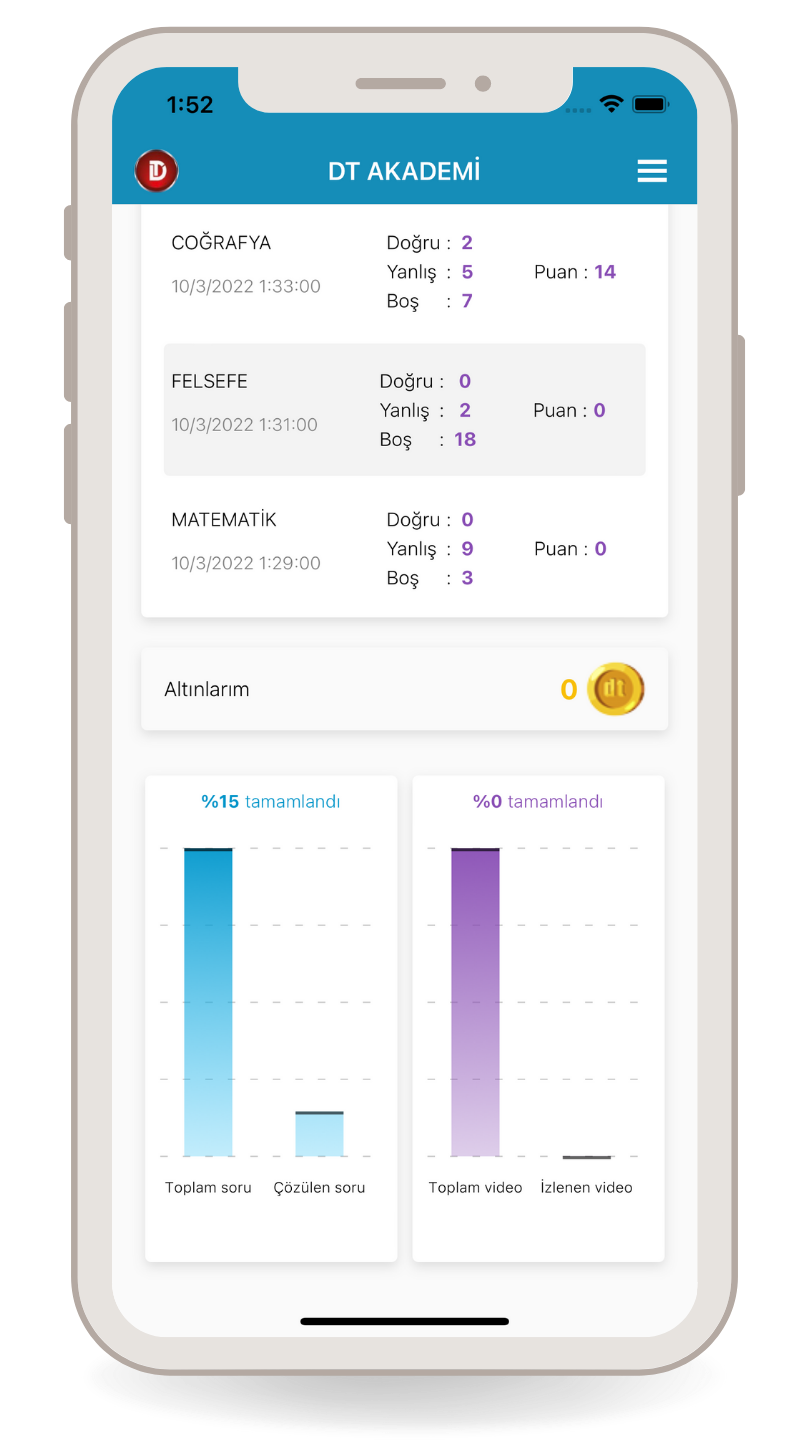 1:52
DT AKADEMİ
COĞRAFYA
10/3/2022 1:33:00
Doğru : 2
Yanlış : 5
Boş : 7
Puan : 14
FELSEFE
10/3/2022 1:31:00
Doğru : 0
Yanlış : 2
Boş : 18
Puan : 0
MATEMATİK
10/3/2022 1:29:00
Doğru : 0
Yanlış : 9
Boş : 3
Puan : 0
Altınlarım
0
dt
%15 tamamlandı
Toplam soru
Çözülen soru
%0 tamamlandı
Toplam video
İzlenen video